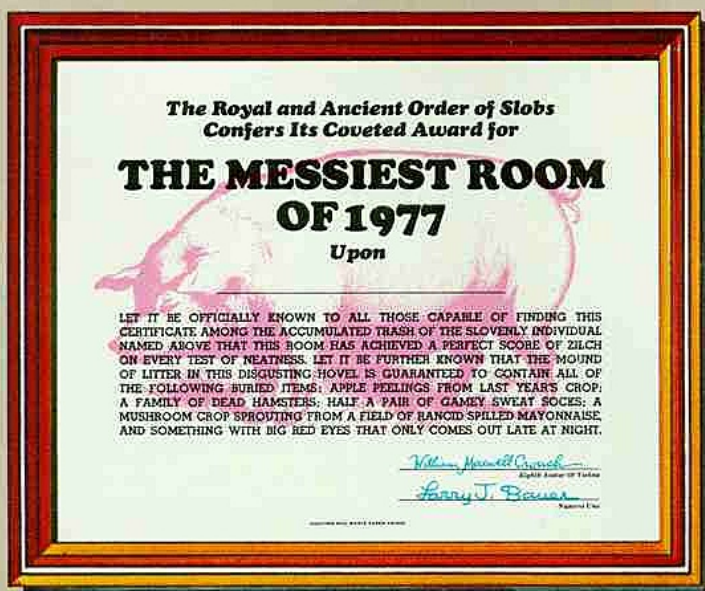 The Royal and Ancient Order of Slobs
Confers Its Coveted Award for
THE MESSIEST ROOM
OF 1977
Upon
LET IT BE OFFICIALLY KNOWN TO ALL THOSE CAPABLE OF FINDING THIS
CERTIFICATE AMONG THE ACCUMULATED TRASH OF THE SLOVENLY INDIVIDUAL
NAMED ABOVE THAT THIS ROOM HAS ACHIEVED A PERFECT SCORE OF ZILCH
ON EVERY TEST OF NEATNESS. LET IT BE FURTHER KNOWN THAT THE MOUND
OF LITTER IN THIS DISGUSTING HOVEL IS GUARANTEED TO CONTAIN ALL OF
THE FOLLOWING BURIED ITEMS: APPLE PEELINGS FROM LAST YEAR'S CROP;
A FAMILY OF DEAD HAMSTERS; HALF A PAIR OF GAMEY SWEAT SOCKS; A
MUSHROOM CROP SPROUTING FROM A FIELD OF RANCID SPILLED MAYONNAISE,
AND SOMETHING WITH BIG RED EYES THAT ONLY COMES OUT LATE AT NIGHT.
William Maxwell Crouch
Larry J. Bauer